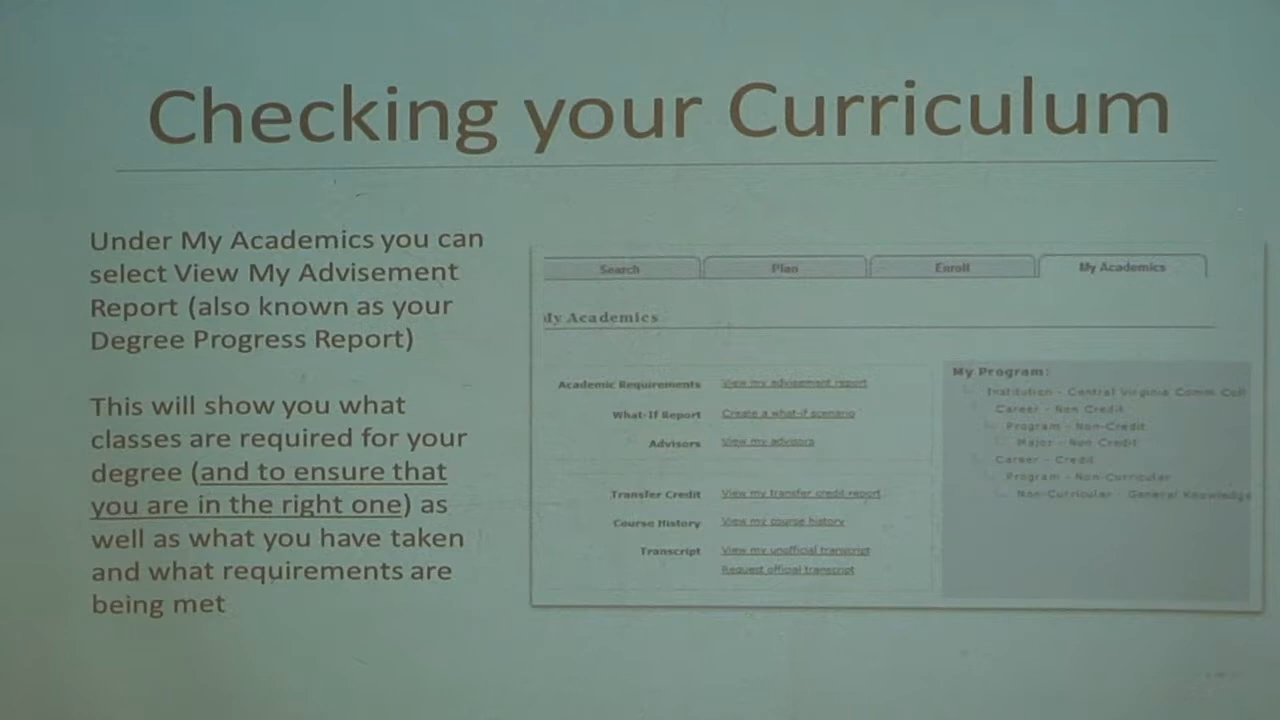 Checking your Curriculum
Under My Academics you can
select View My Advisement
Report (also known as your
Degree Progress Report)
This will show you what
classes are required for your
degree (and to ensure that
you are in the right one) as
well as what you have taken
and what requirements are
being met
Search Plan Enroll My Academics
My Academics
Academic Requirements View my advisement report
What-If Report Create a what-if scenario
Advisors View my advisors
Transfer Credit View my transfer credit report
Course History View my course history
Transcript View my unofficial transcript
Request official transcript
My Program:
Institution - Central Virginia Comm Coll
Career - Non Credit
Program - Non-Credit
Major - Non Credit
Career - Credit
Program - Non-Curricular
Non-Curricular - General Knowledge